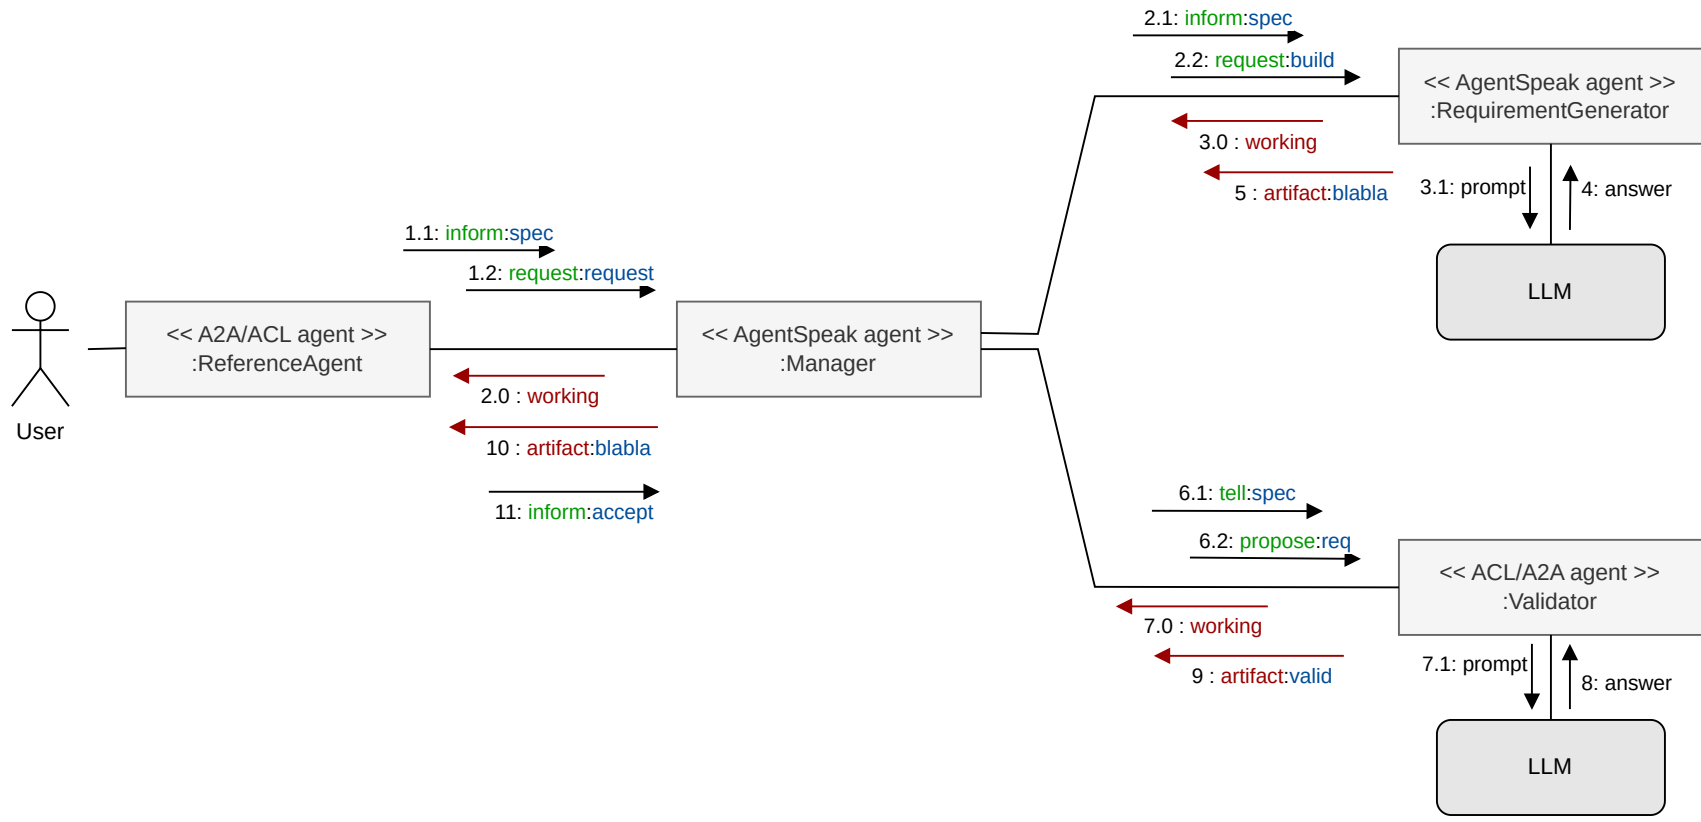 2.1: inform:spec
2.2: request:build
<< AgentSpeak agent >>
:RequirementGenerator
3.0 : working
5 : artifact:blabla
3.1: prompt
4: answer
LLM
1.1: inform:spec
1.2: request:request
User
<< A2A/ACL agent >>
:ReferenceAgent
<< AgentSpeak agent >>
:Manager
2.0 : working
10 : artifact:blabla
11: inform:accept
6.1: tell:spec
6.2: propose:req
<< ACL/A2A agent >>
:Validator
7.0 : working
9 : artifact:valid
7.1: prompt
8: answer
LLM